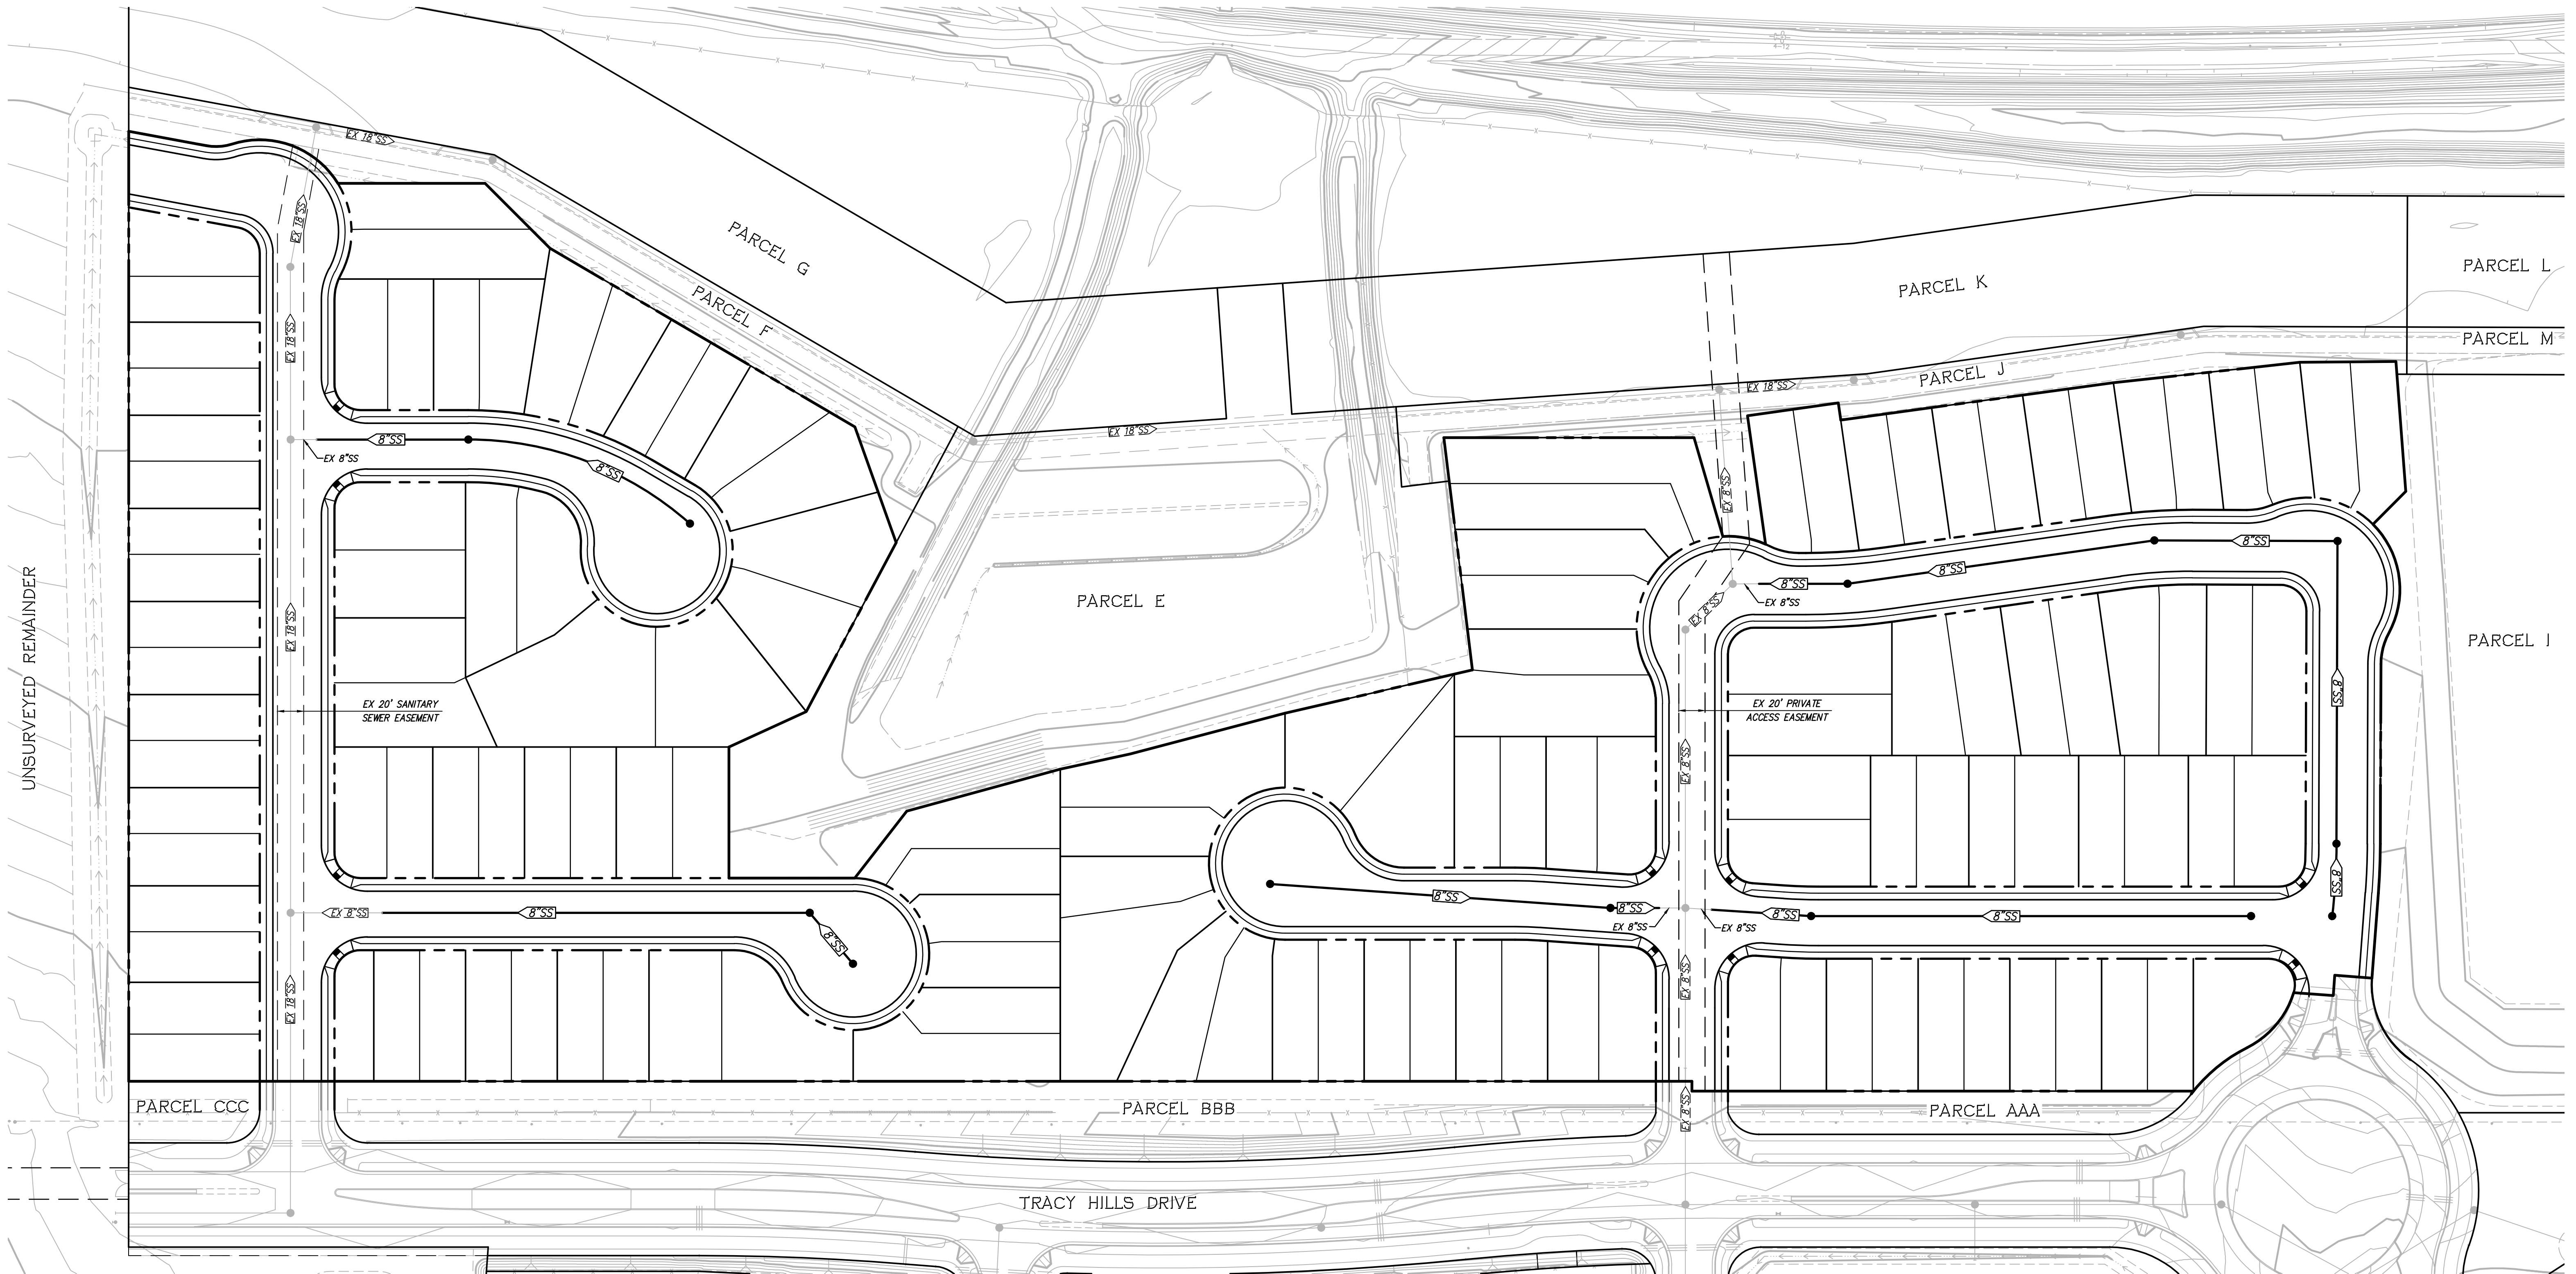 EX 18"SS
PARCEL G
PARCEL F
PARCEL K
PARCEL L
PARCEL M
PARCEL J
EX 18"SS
EX 18"SS
EX 18"SS
EX 18"SS
8"SS
EX 8"SS
8"SS
EX 8"SS
8"SS
8"SS
8"SS
EX 8"SS
EX 8"SS
UNSURVEYED REMAINDER
PARCEL E
PARCEL I
EX 18"SS
EX 20' SANITARY
SEWER EASEMENT
EX 20' PRIVATE
ACCESS EASEMENT
8"SS
EX 8"SS
8"SS
EX 8"SS
8"SS
8"SS
8"SS
8"SS
EX 8"SS
EX 8"SS
8"SS
8"SS
8"SS
EX 18"SS
EX 8"SS
PARCEL CCC
PARCEL BBB
EX 8"SS
PARCEL AAA
TRACY HILLS DRIVE